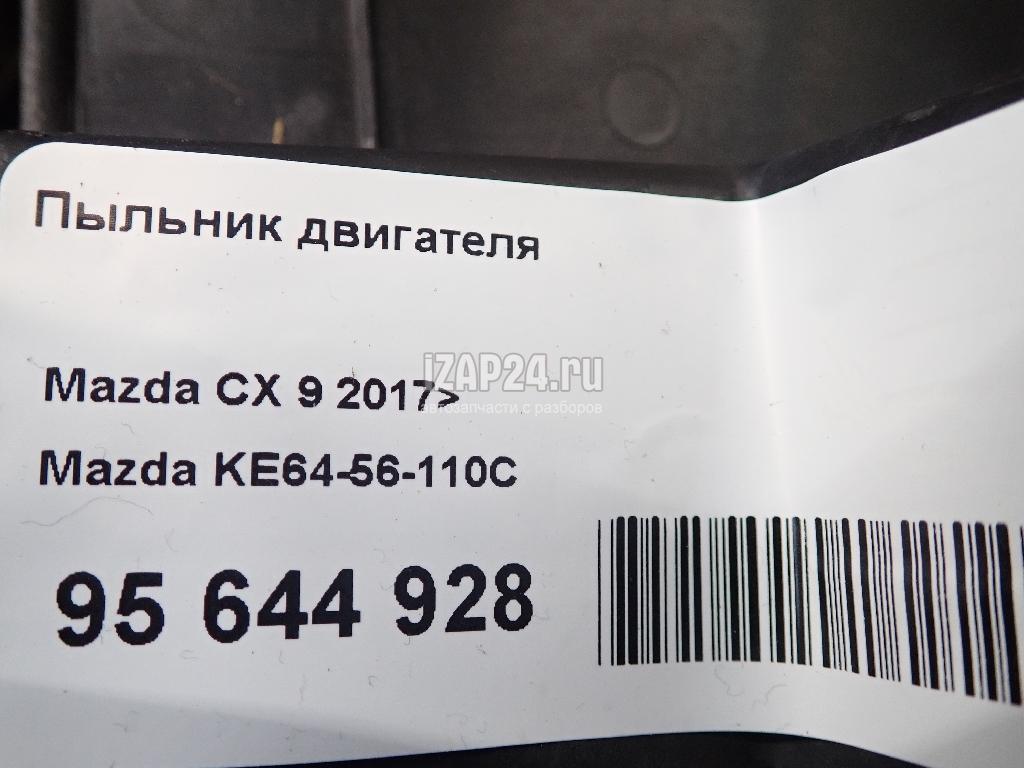 Пыльник двигателя
iZAP24.ru
Mazda CX 9 2017>
автозапчасти с разборов
Mazda KE64-56-110C
95 644 928